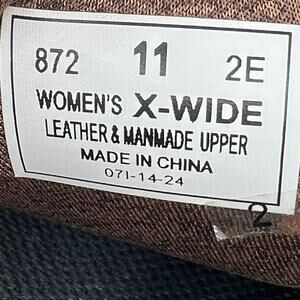 872 11 2E
WOMEN'S X-WIDE
LEATHER & MANMADE UPPER
MADE IN CHINA
071-14-24
2